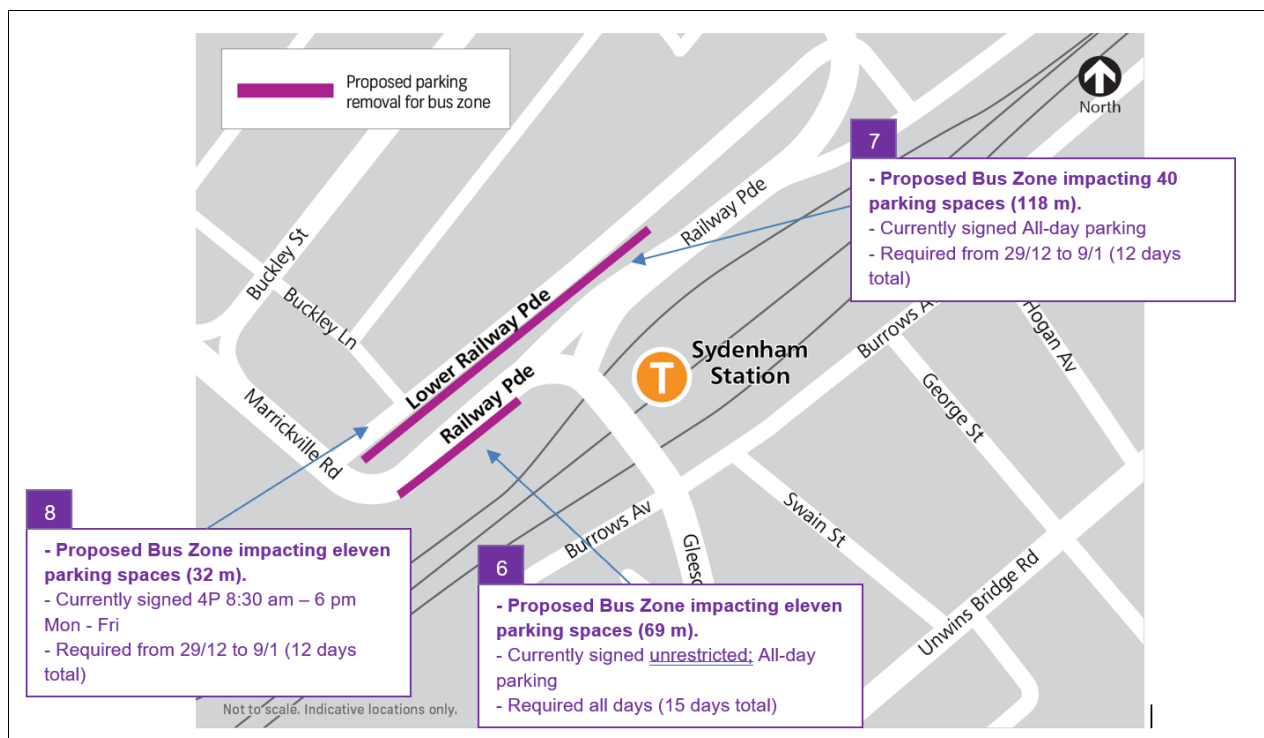 Proposed parking
removal for bus zone
North
7
- Proposed Bus Zone impacting 40
parking spaces (118 m).
- Currently signed All-day parking
- Required from 29/12 to 9/1 (12 days
total)
Railway Pde
Buckley St
Buckley Ln
Lower Railway Pde
Railway Pde
Sydenham
Station
T
Burrows A
Hogan Av
George St
Marrickville Rd
Burrows Av
Swain St
Gleeso
Unwins Bridge Rd
8
- Proposed Bus Zone impacting eleven
parking spaces (32 m).
- Currently signed 4P 8:30 am – 6 pm
Mon - Fri
- Required from 29/12 to 9/1 (12 days
total)
6
- Proposed Bus Zone impacting eleven
parking spaces (69 m).
- Currently signed unrestricted; All-day
parking
- Required all days (15 days total)
Not to scale. Indicative locations only.